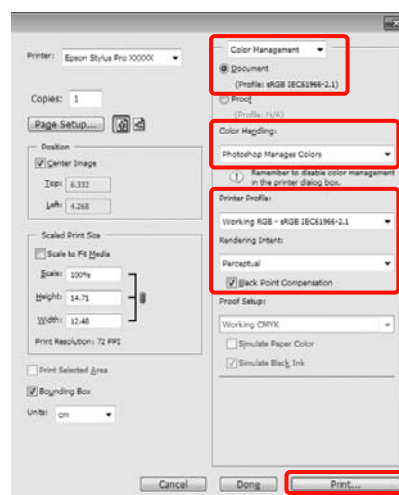 Printer: Epson Stylus Pro XXXXX
Copies: 1
Page Setup...
Position
Center Image
Top: 6.332
Left: 4.268
Scaled Print Size
Scale to Fit Media
Scale: 100%
Height: 14.71
Width: 12.48
Print Resolution: 72 PPI
Print Selected Area
Bounding Box
Units: cm
Color Management
Document
(Profile: sRGB IEC61966-2.1)
Proof
(Profile: N/A)
Color Handling:
Photoshop Manages Colors
Remember to disable color management
in the printer dialog box.
Printer Profile:
Working RGB - sRGB IEC61966-2.1
Rendering Intent:
Perceptual
Black Point Compensation
Proof Setup:
Working CMYK
Simulate Paper Color
Simulate Black Ink
Cancel
Done
Print...